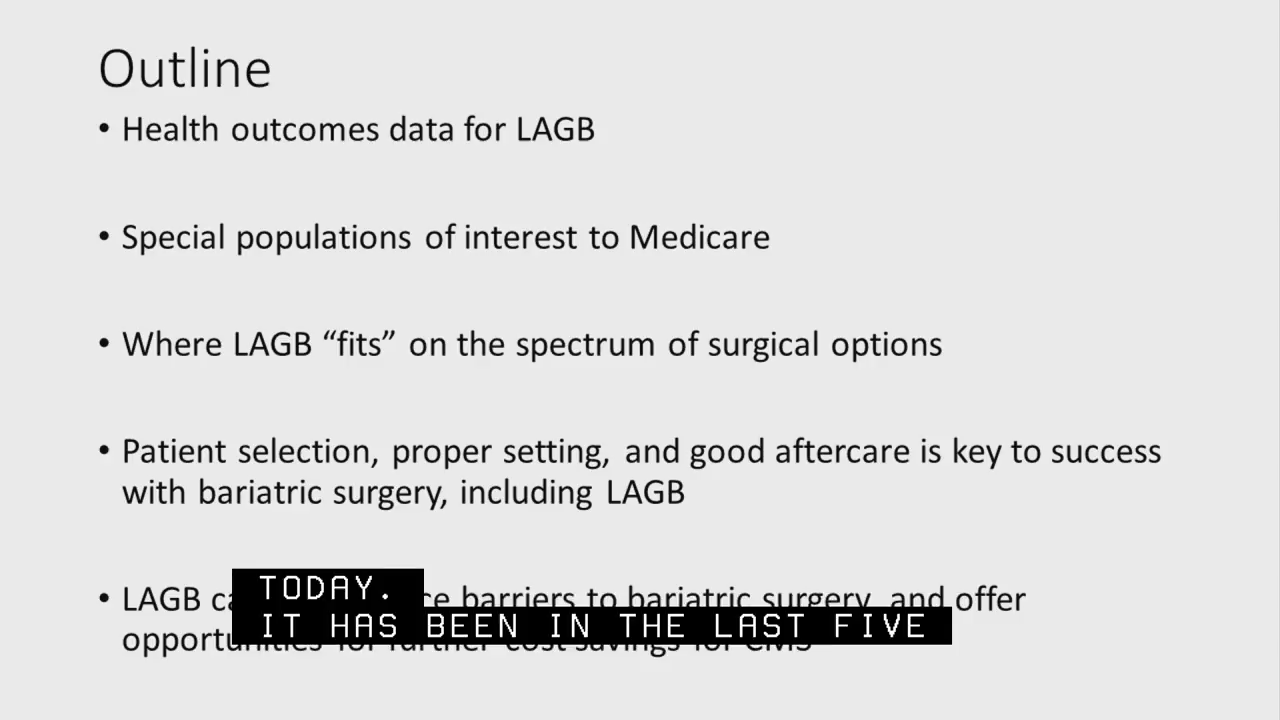 Outline
• Health outcomes data for LAGB
• Special populations of interest to Medicare
• Where LAGB “fits” on the spectrum of surgical options
• Patient selection, proper setting, and good aftercare is key to success
with bariatric surgery, including LAGB
• LAGB barriers to bariatric surgery, and offer
for further cost savings for CMS
TODAY.
IT HAS BEEN IN THE LAST FIVE